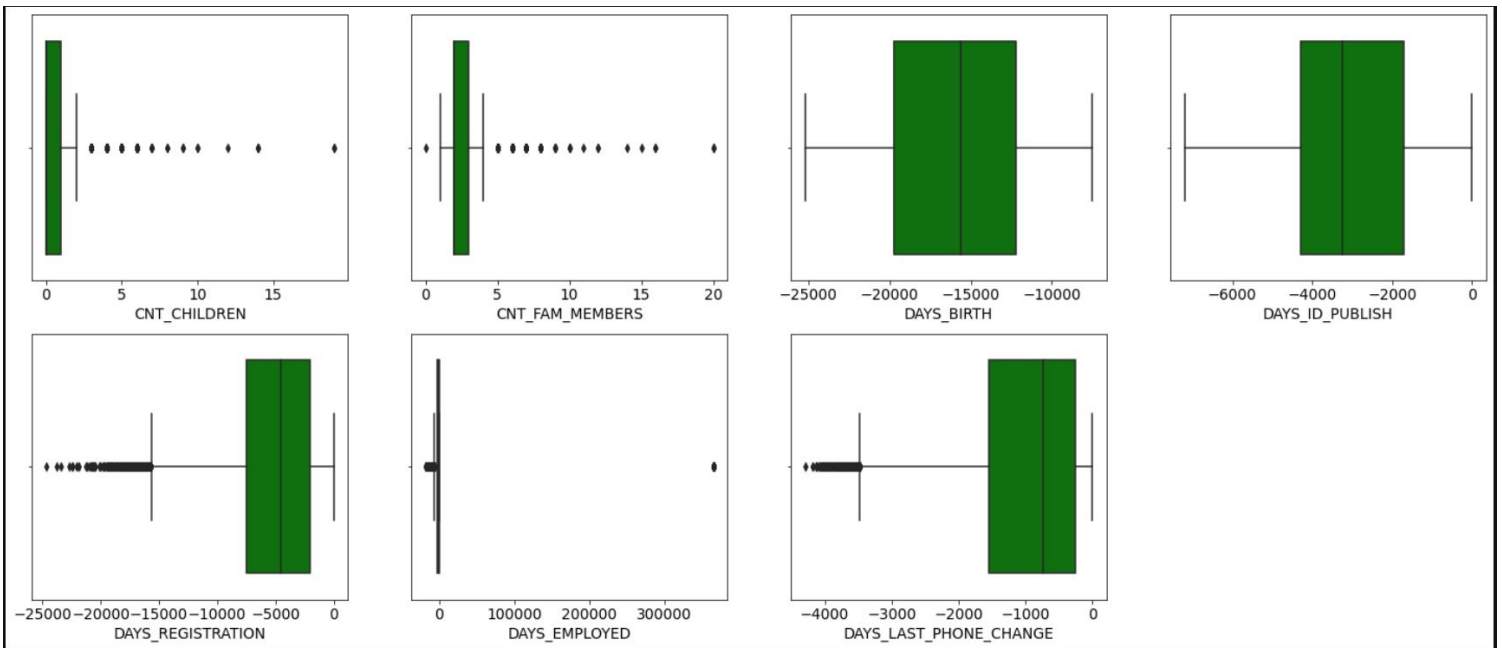 0 5 10 15
CNT_CHILDREN
0 5 10 15 20
CNT_FAM_MEMBERS
−25000 −20000 −15000 −10000
DAYS_BIRTH
−6000 −4000 −2000 0
DAYS_ID_PUBLISH
−25000 −20000 −15000 −10000 −5000 0
DAYS_REGISTRATION
0 100000 200000 300000
DAYS_EMPLOYED
−4000 −3000 −2000 −1000 0
DAYS_LAST_PHONE_CHANGE